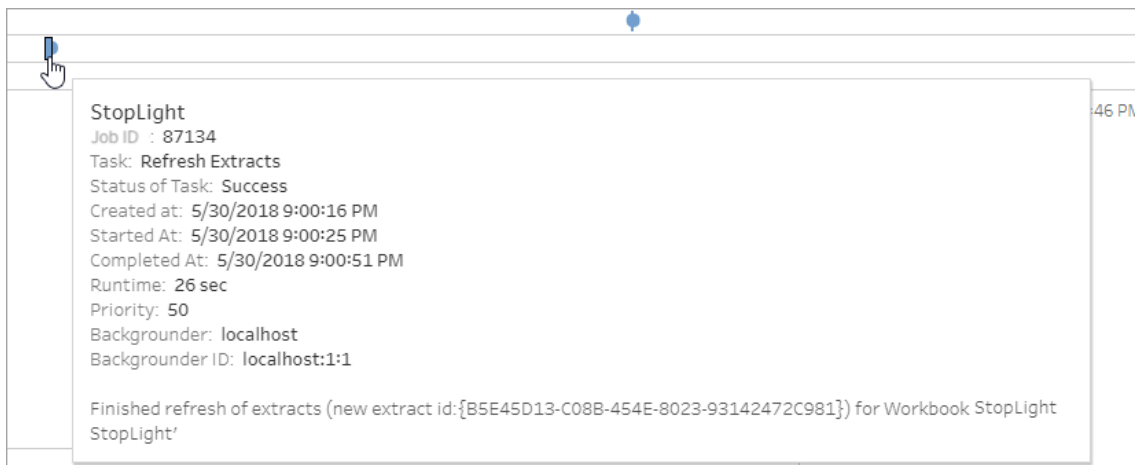 StopLight
Job ID : 87134
:46 PM
Task: Refresh Extracts
Status of Task: Success
Created at: 5/30/2018 9:00:16 PM
Started At: 5/30/2018 9:00:25 PM
Completed At: 5/30/2018 9:00:51 PM
Runtime: 26 sec
Priority: 50
Backgrounder: localhost
Backgrounder ID: localhost:1:1
Finished refresh of extracts (new extract id:{B5E45D13-C08B-454E-8023-93142472C981}) for Workbook StopLight
StopLight’